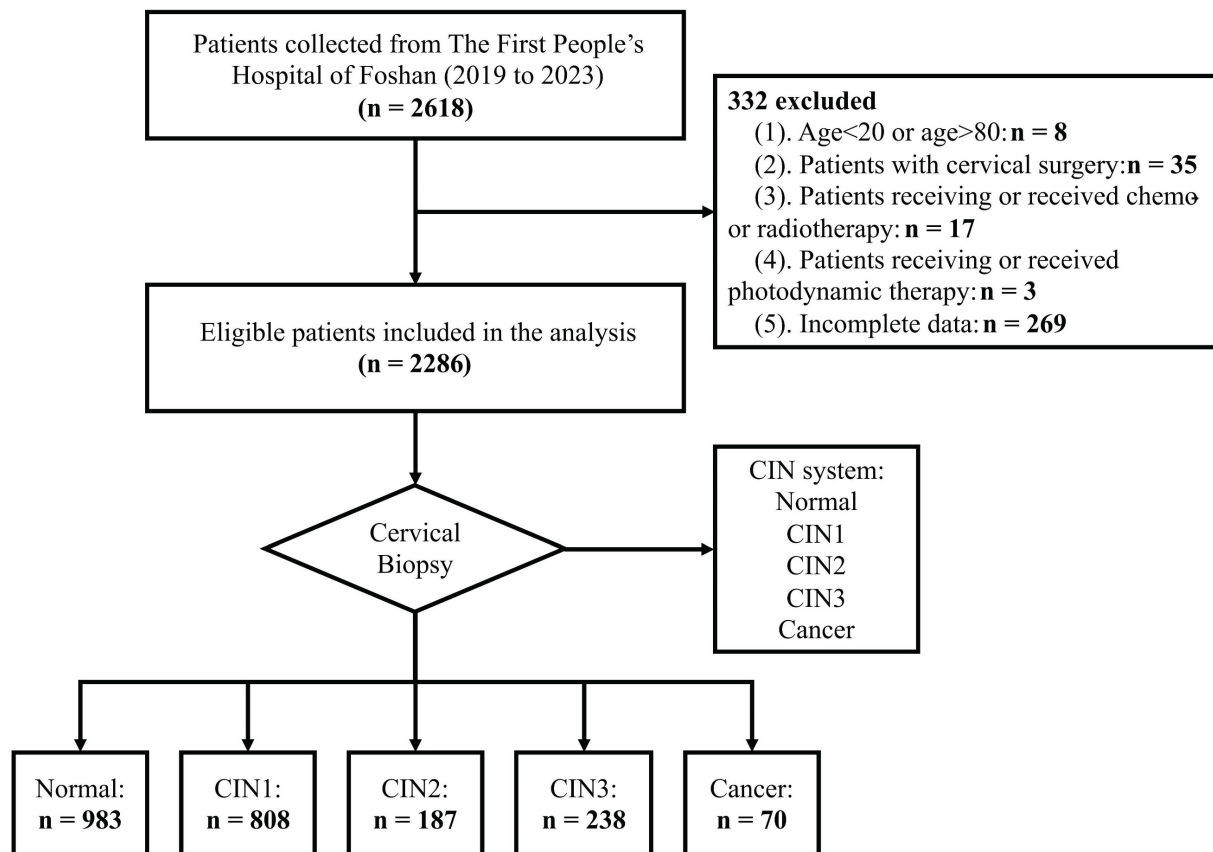 Patients collected from The First People’s
Hospital of Foshan (2019 to 2023)
(n = 2618)
332 excluded
(1). Age<20 or age>80: n = 8
(2). Patients with cervical surgery: n = 35
(3). Patients receiving or received chemo-
or radiotherapy: n = 17
(4). Patients receiving or received
photodynamic therapy: n = 3
(5). Incomplete data: n = 269
Eligible patients included in the analysis
(n = 2286)
Cervical
Biopsy
CIN system:
Normal
CIN1
CIN2
CIN3
Cancer
Normal:
n = 983
CIN1:
n = 808
CIN2:
n = 187
CIN3:
n = 238
Cancer:
n = 70